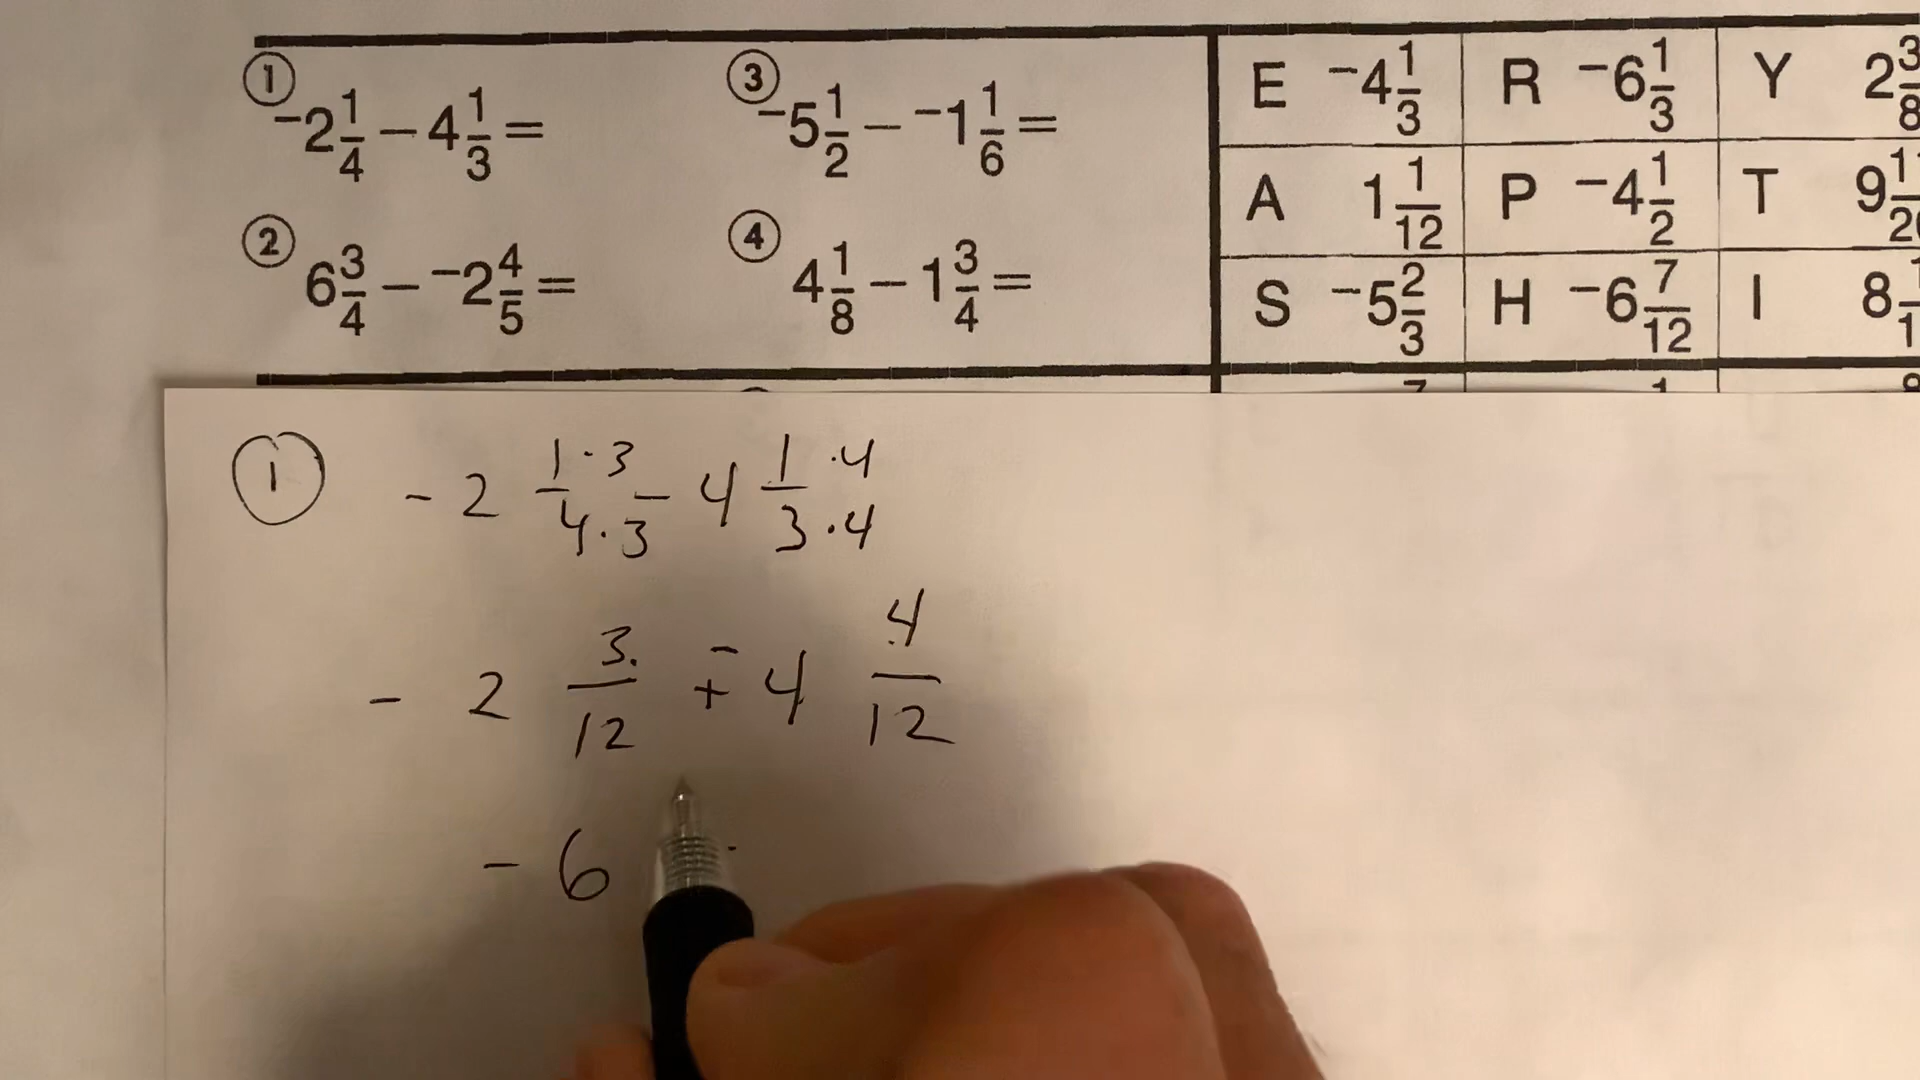 ① ⁻2 1/4 − 4 1/3 =
② 6 3/4 − ⁻2 4/5 =
③ ⁻5 1/2 − ⁻1 1/6 =
④ 4 1/8 − 1 3/4 =
E ⁻4 1/3 R ⁻6 1/3 Y 2 3/8
A 1 1/12 P ⁻4 1/2 T
S ⁻5 2/3 H ⁻6 7/12 I
① - 2 1·3/4·3 - 4 1·4/3·4
- 2 3/12 + ⁻4 4/12
- 6